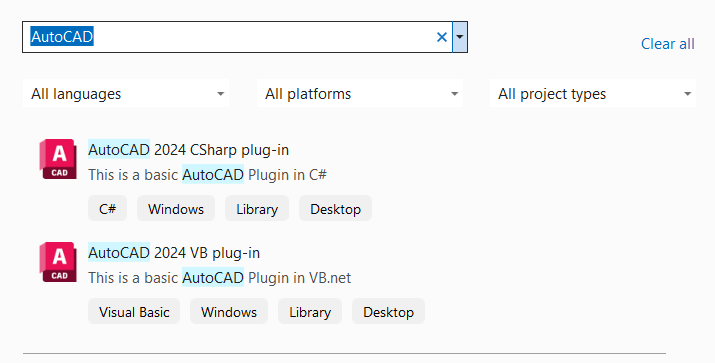 AutoCAD
Clear all
All languages
All platforms
All project types
A
CAD
AutoCAD 2024 CSharp plug-in
This is a basic AutoCAD Plugin in C#
C# Windows Library Desktop
A
CAD
AutoCAD 2024 VB plug-in
This is a basic AutoCAD Plugin in VB.net
Visual Basic Windows Library Desktop